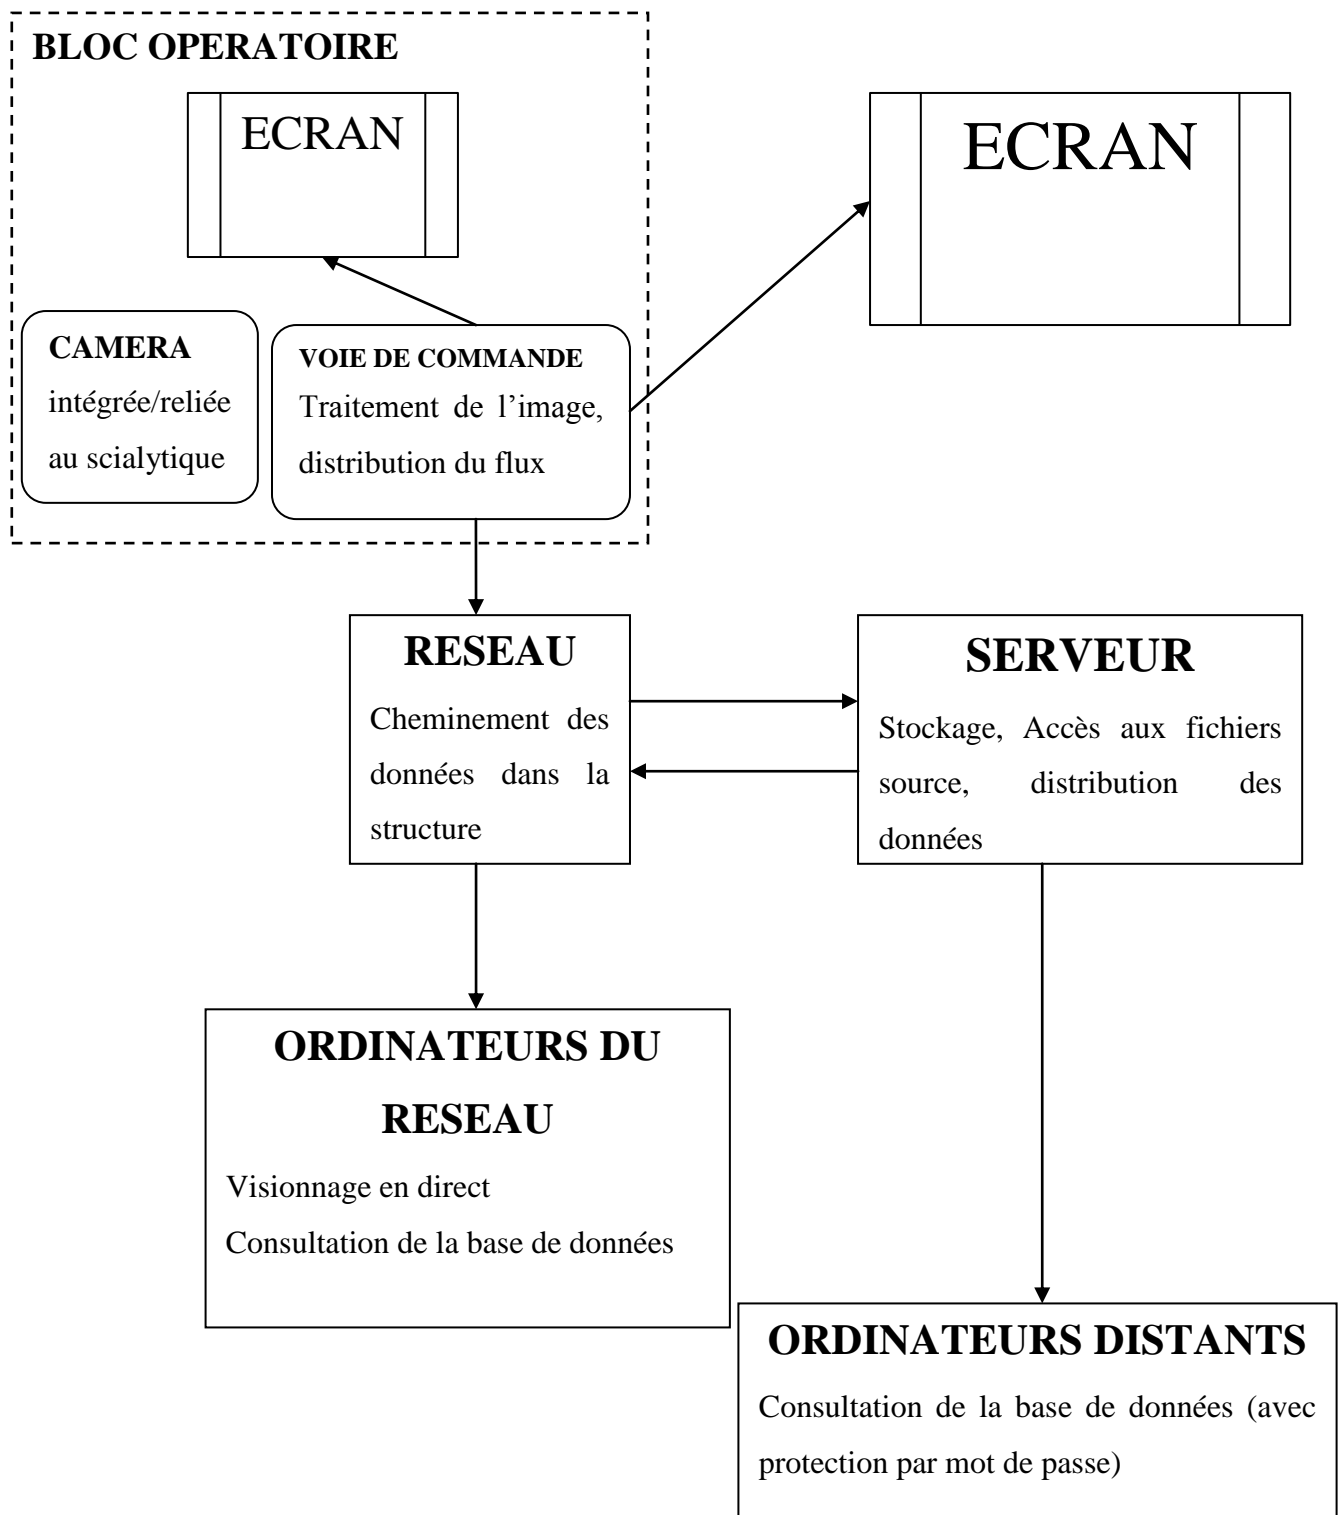 BLOC OPERATOIRE
ECRAN
ECRAN
CAMERA
intégrée/reliée
au scialytique
VOIE DE COMMANDE
Traitement de l’image,
distribution du flux
RESEAU
Cheminement des
données dans la
structure
SERVEUR
Stockage, Accès aux fichiers
source, distribution des
données
ORDINATEURS DU
RESEAU
Visionnage en direct
Consultation de la base de données
ORDINATEURS DISTANTS
Consultation de la base de données (avec
protection par mot de passe)